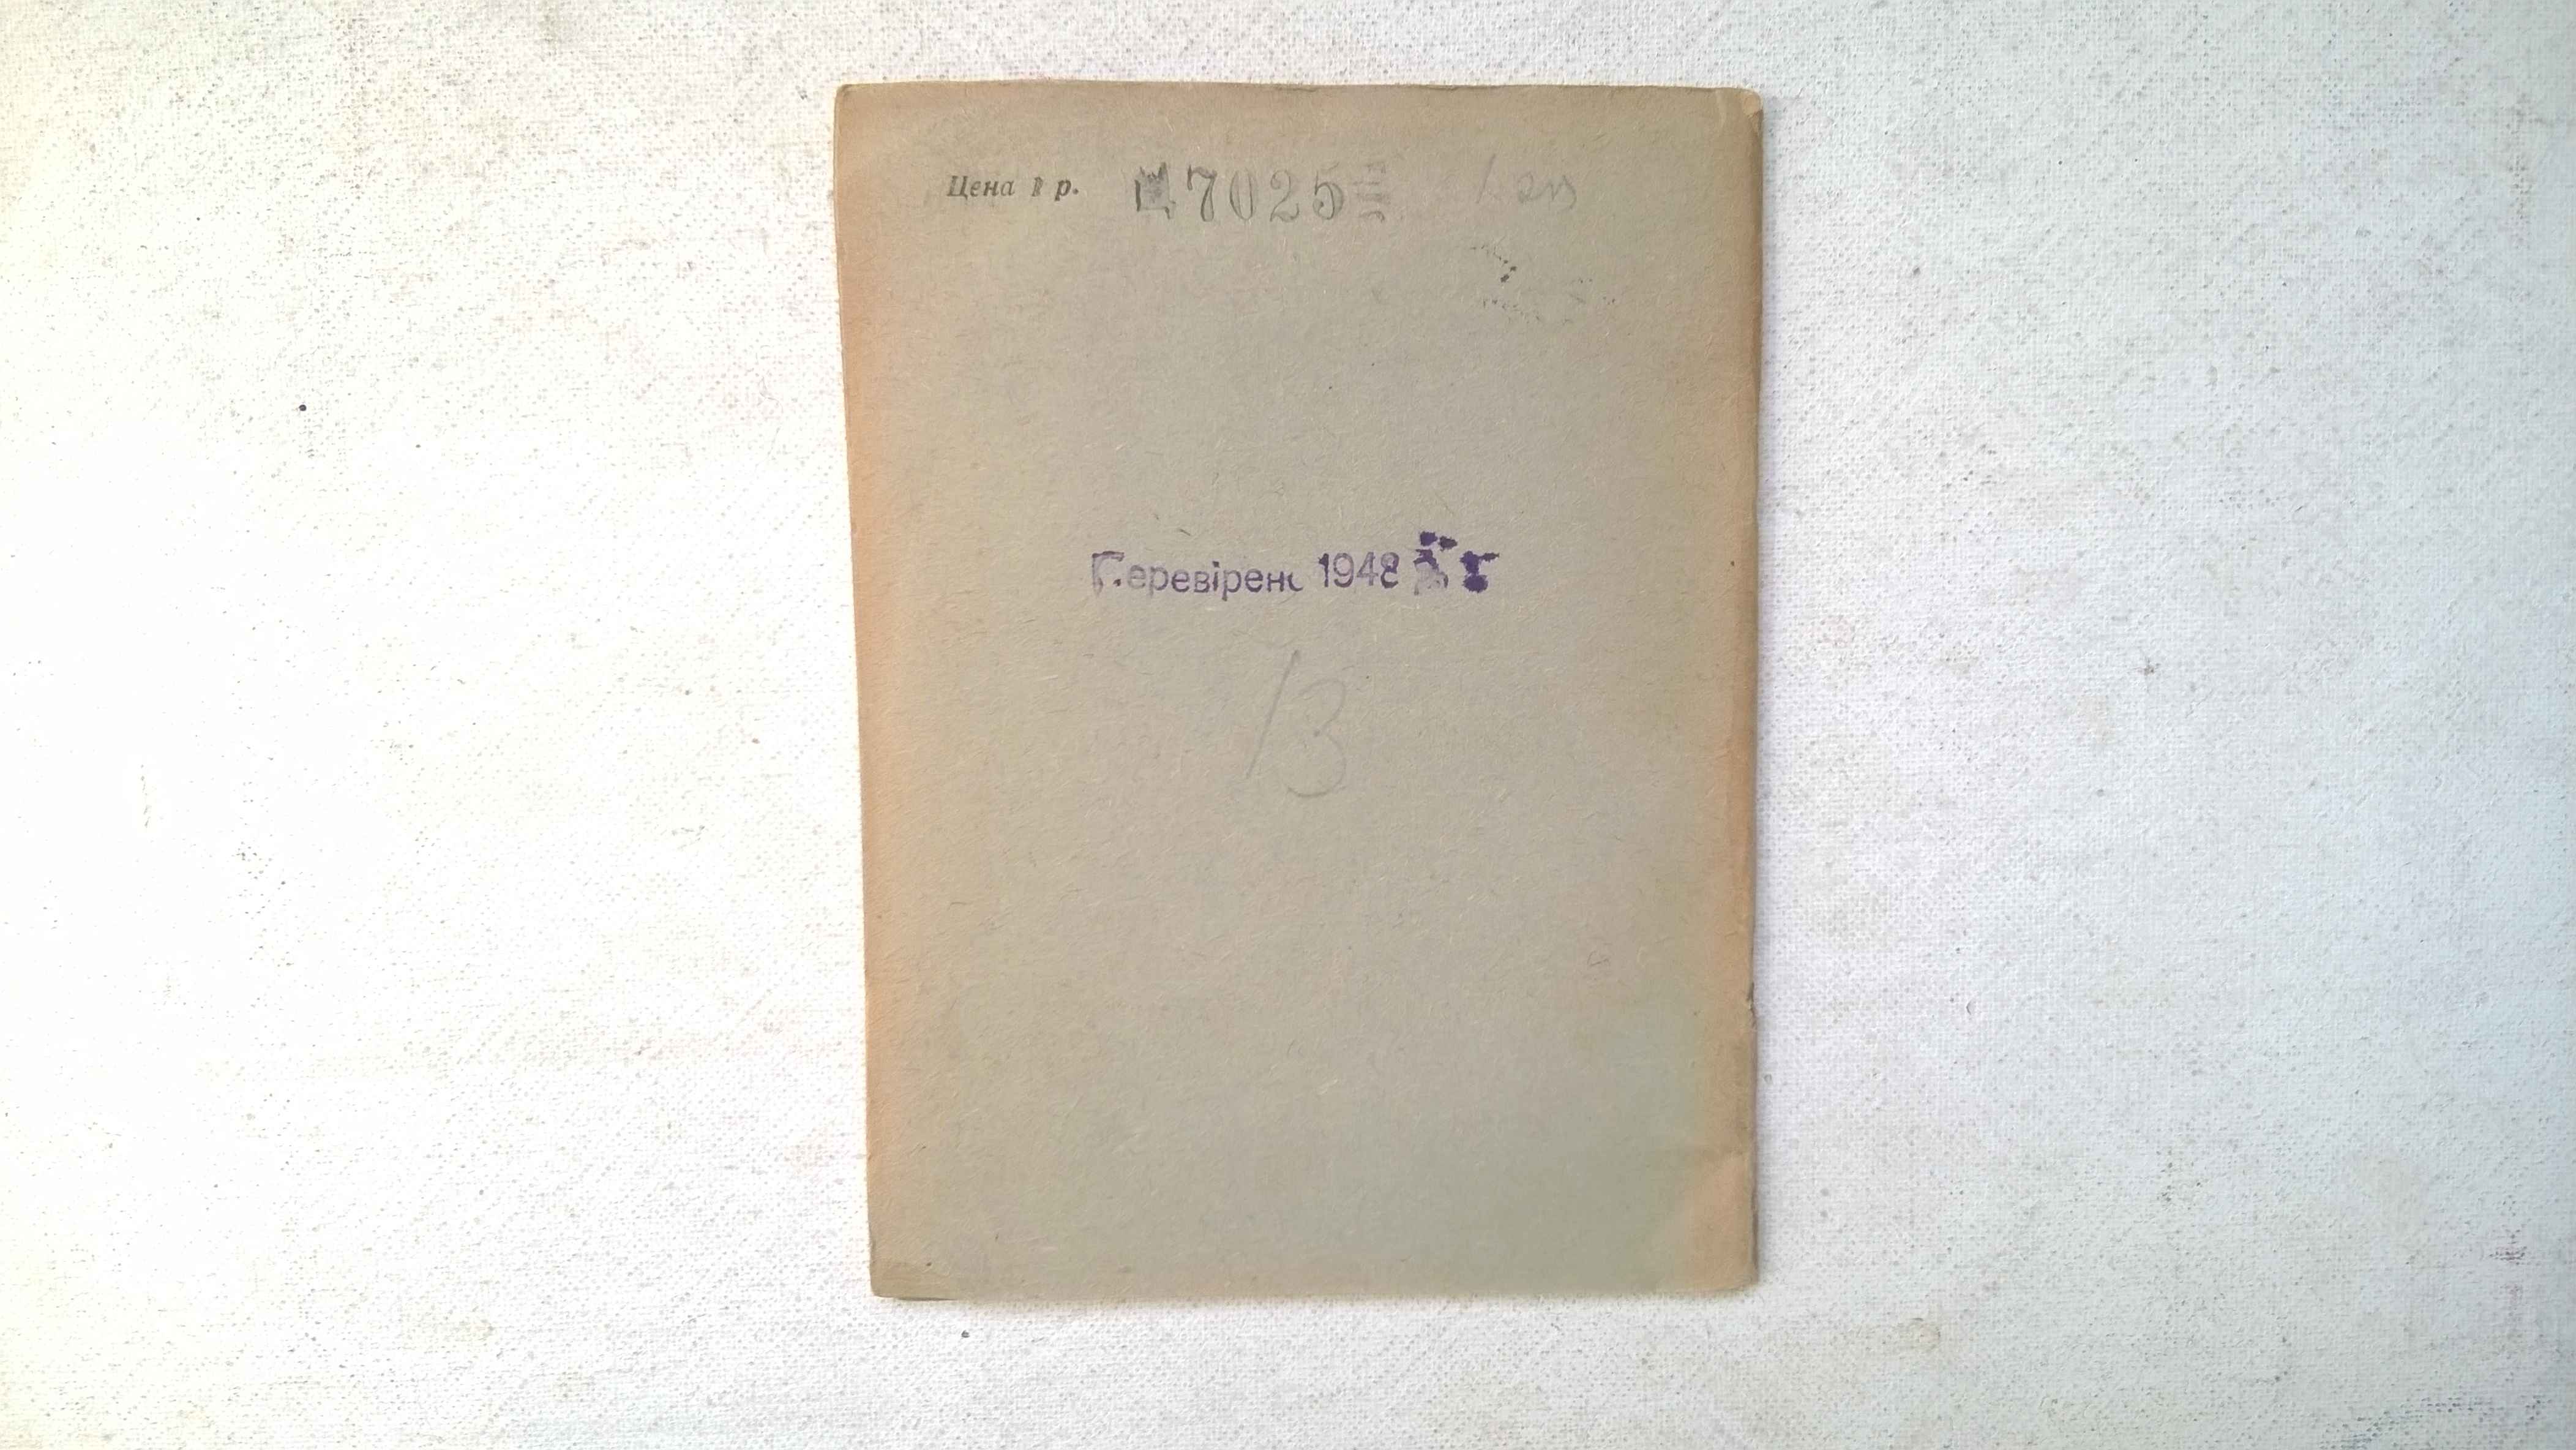 Цена 1 р. Ц7025
Перевірено 1948 р
13